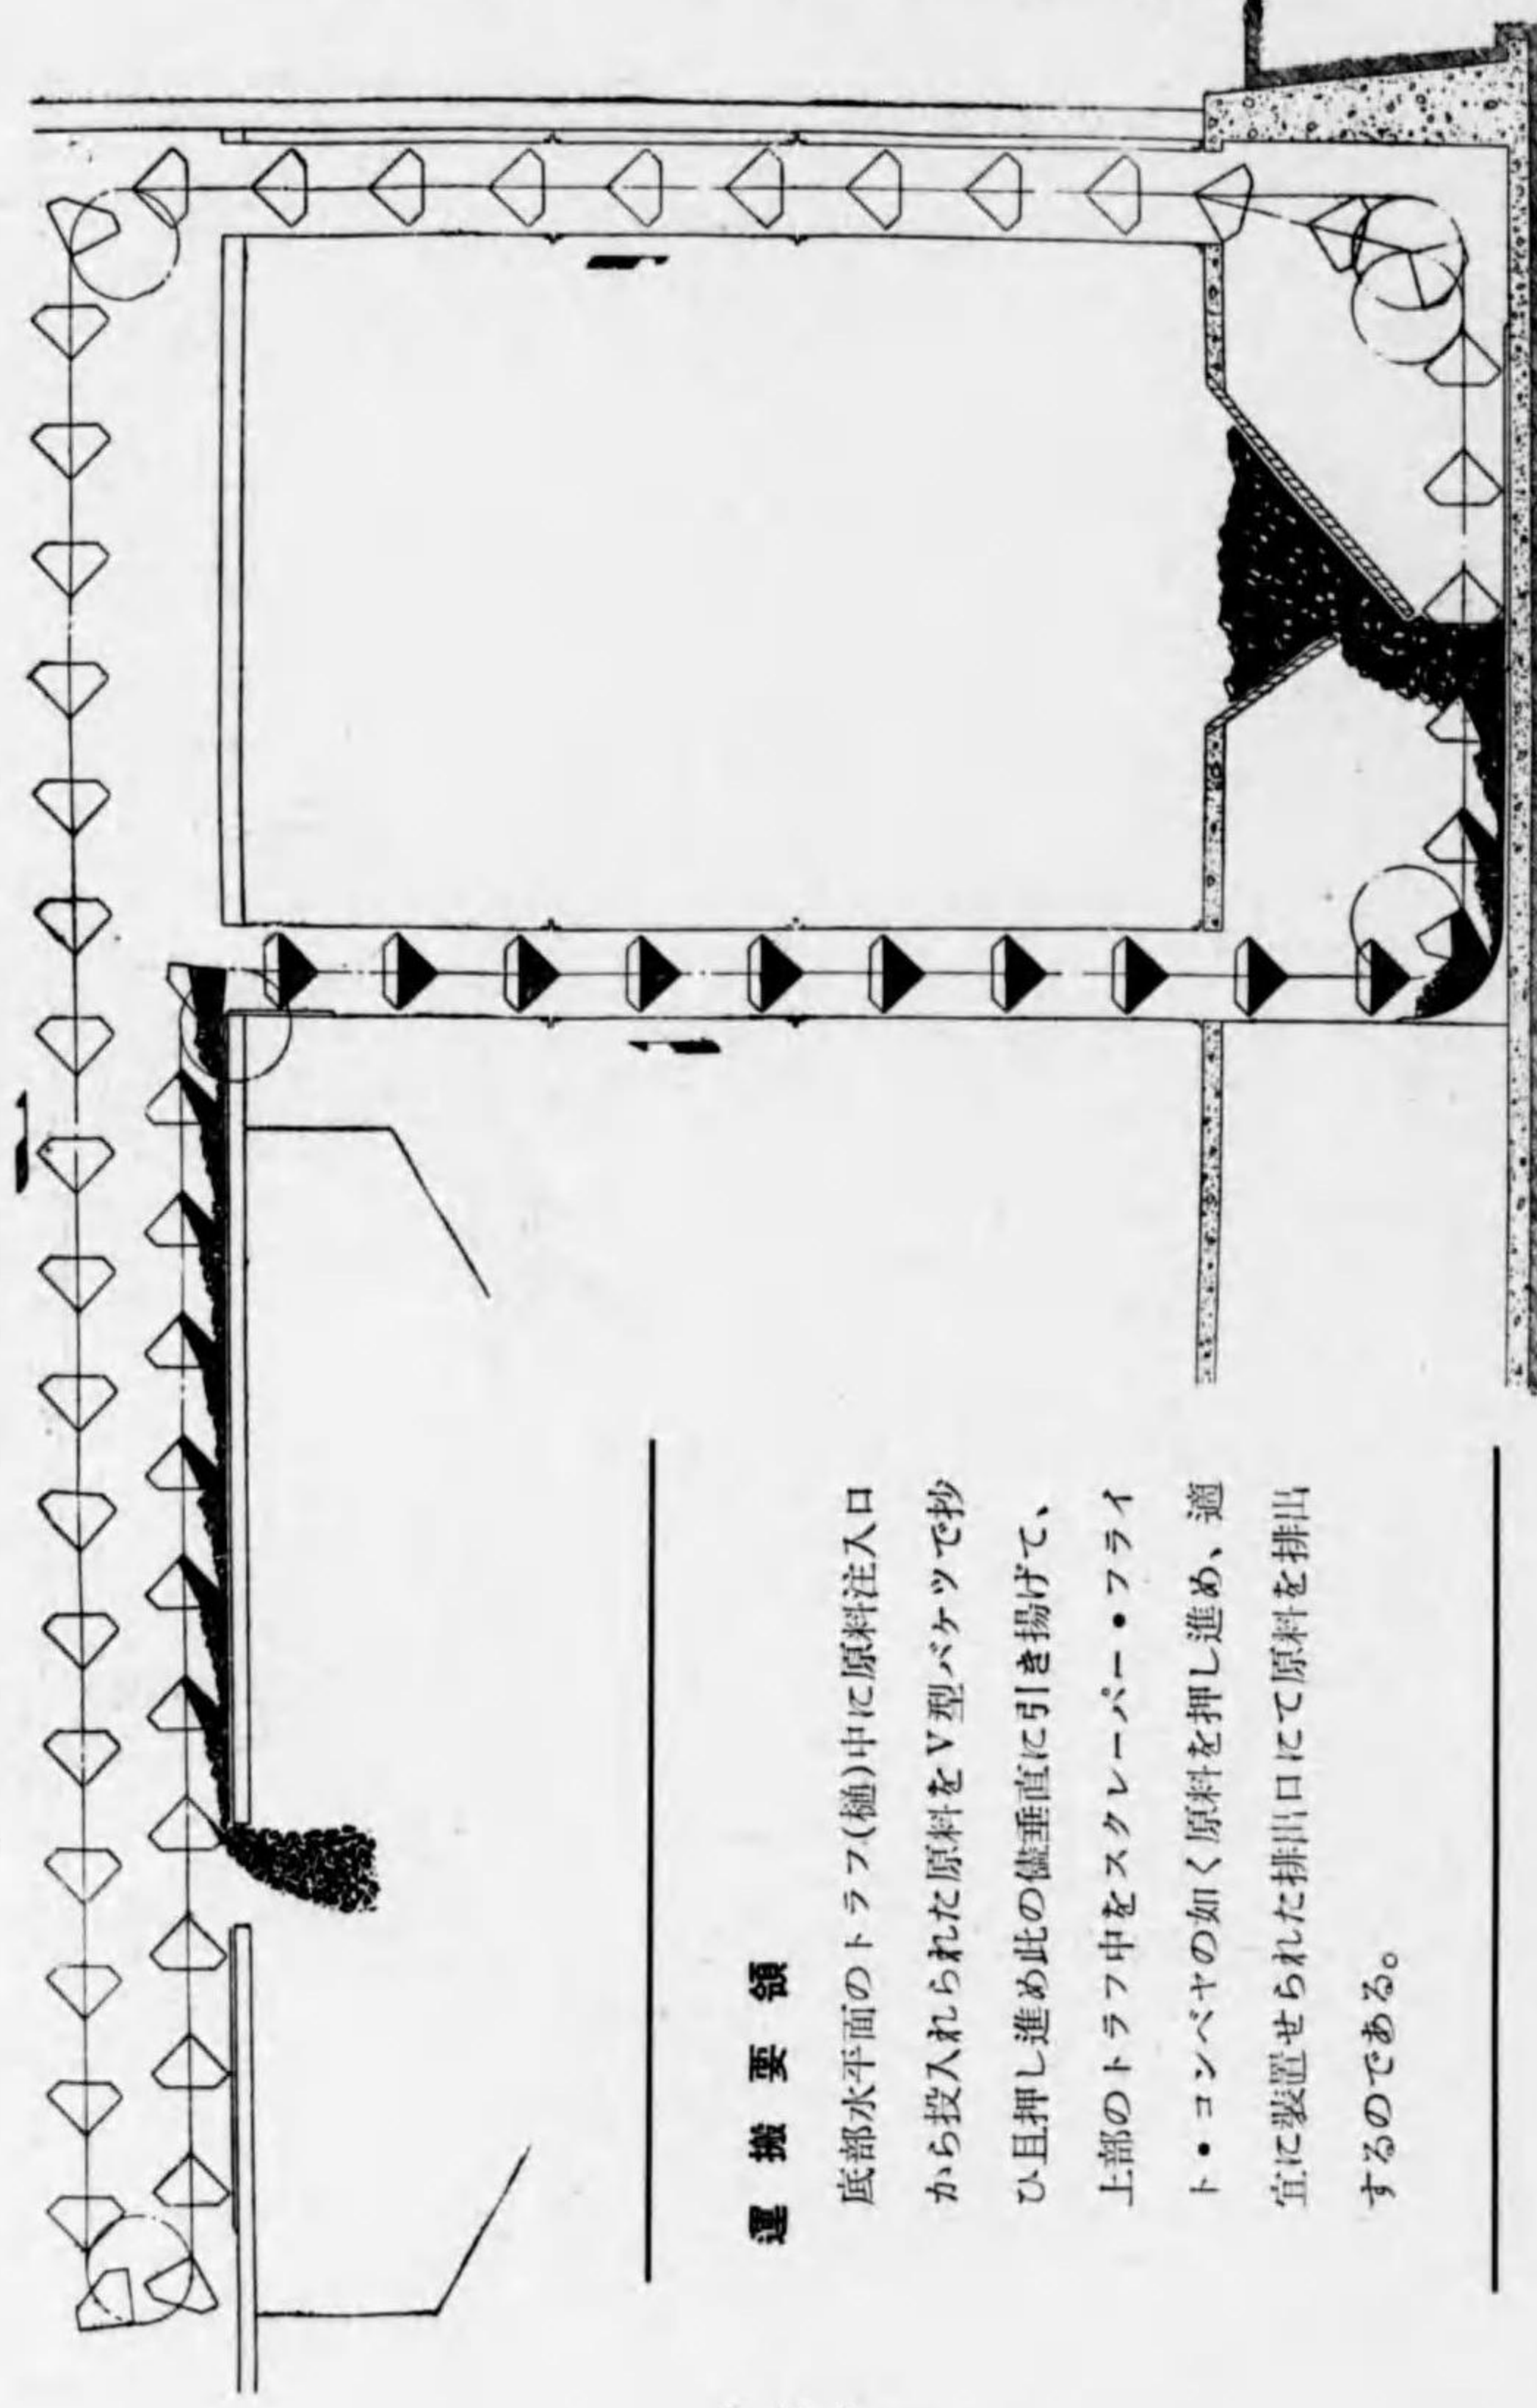 運搬要領
底部水平面のトラフ(樋)中に原料注入口
から投入れられた原料をV型バケツで抄
ひ且押し進め此の儘垂直に引き揚げて、
上部のトラフ中をスクレーパー・フライ
ト・コンベヤの如く原料を押し進め、適
宜に裝置せられた排出口にて原料を排出
するのである。